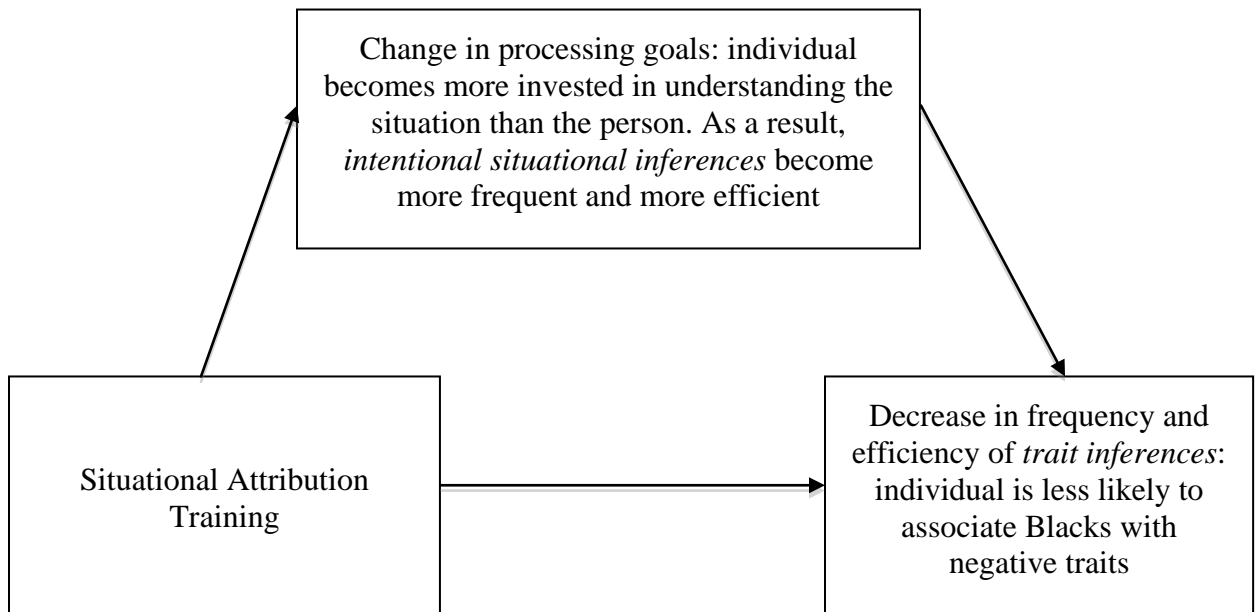 Change in processing goals: individual
becomes more invested in understanding the
situation than the person. As a result,
intentional situational inferences become
more frequent and more efficient
Situational Attribution
Training
Decrease in frequency and
efficiency of trait inferences:
individual is less likely to
associate Blacks with
negative traits